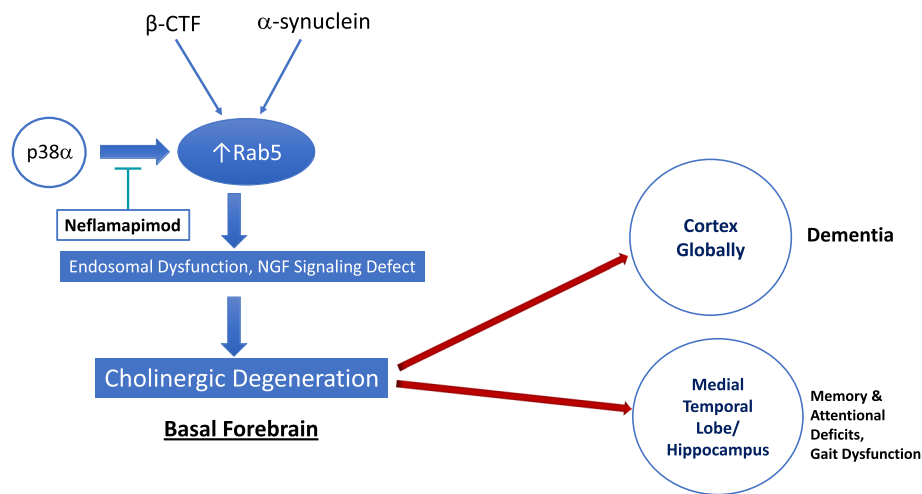 β-CTF
α-synuclein
p38α
↑Rab5
Neflamapimod
Endosomal Dysfunction, NGF Signaling Defect
Cholinergic Degeneration
Basal Forebrain
Cortex
Globally
Dementia
Medial
Temporal
Lobe/
Hippocampus
Memory &
Attentional
Deficits,
Gait Dysfunction